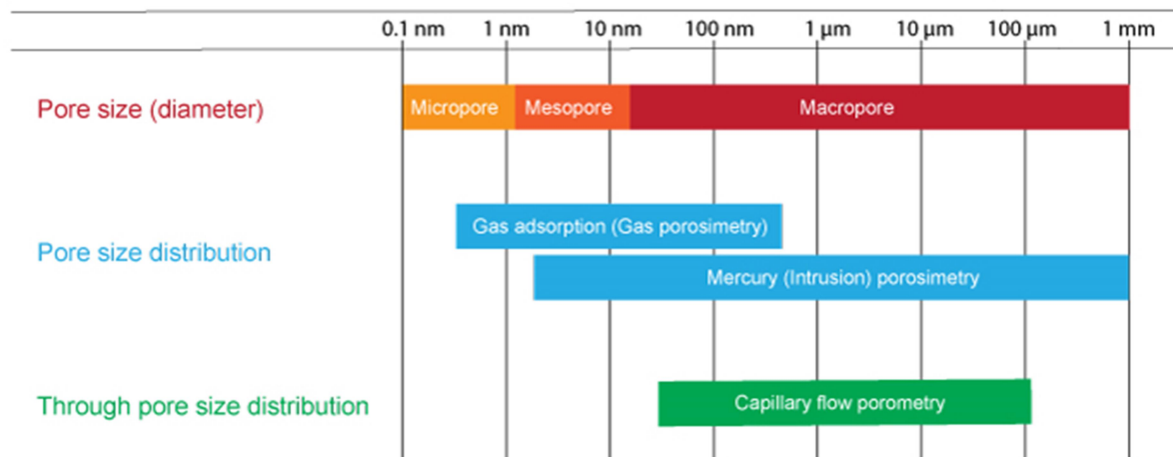 0.1 nm 1 nm 10 nm 100 nm 1 µm 10 µm 100 µm 1 mm
Pore size (diameter) Micropore Mesopore Macropore
Gas adsorption (Gas porosimetry)
Pore size distribution
Mercury (Intrusion) porosimetry
Through pore size distribution Capillary flow porometry